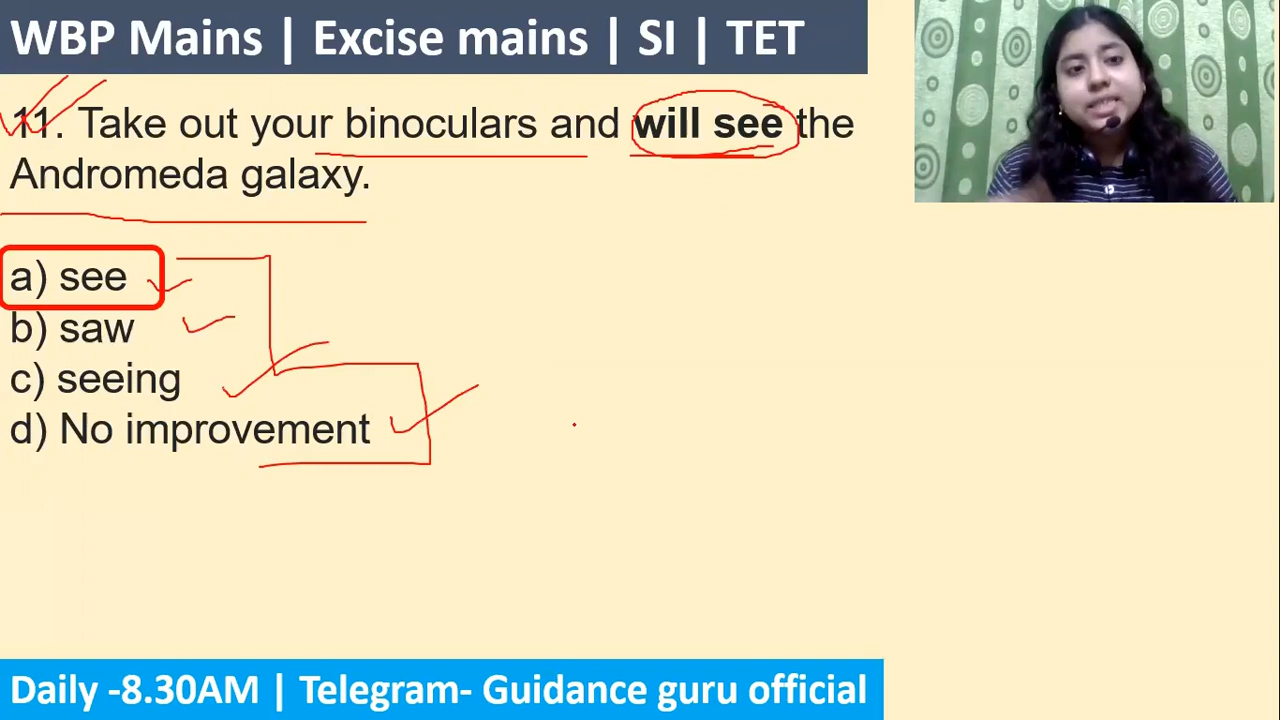 WBP Mains | Excise mains | SI | TET
11. Take out your binoculars and will see the
Andromeda galaxy.
a) see
b) saw
c) seeing
d) No improvement
Daily -8.30AM | Telegram- Guidance guru official